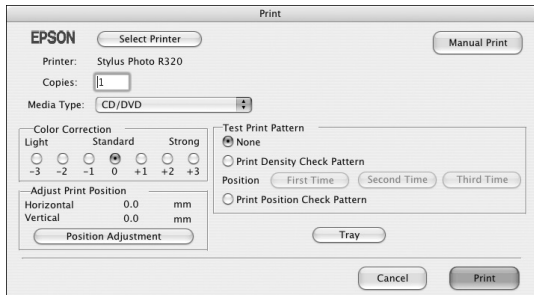 Print
EPSON
Select Printer
Manual Print
Printer: Stylus Photo R320
Copies: 1
Media Type: CD/DVD
Color Correction
Light Standard Strong
-3 -2 -1 0 +1 +2 +3
Adjust Print Position
Horizontal 0.0 mm
Vertical 0.0 mm
Position Adjustment
Test Print Pattern
None
Print Density Check Pattern
Position First Time Second Time Third Time
Print Position Check Pattern
Tray
Cancel Print